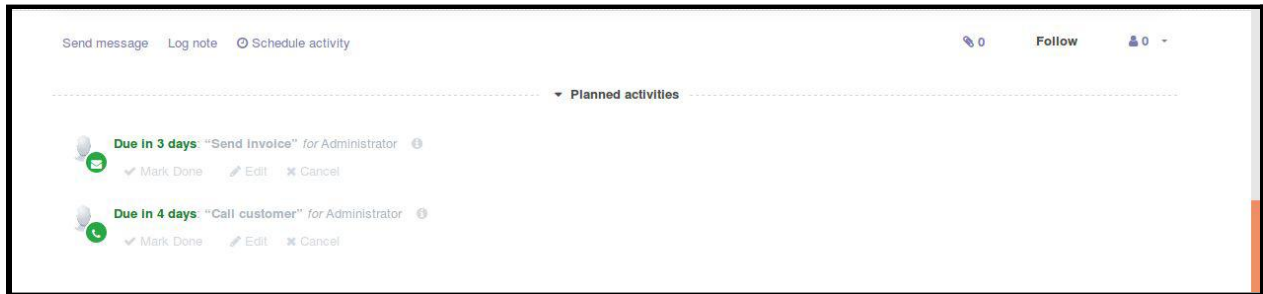 Send message Log note Schedule activity 0 Follow 0
Planned activities
Due in 3 days: “Send invoice” for Administrator
Mark Done Edit Cancel
Due in 4 days: “Call customer” for Administrator
Mark Done Edit Cancel